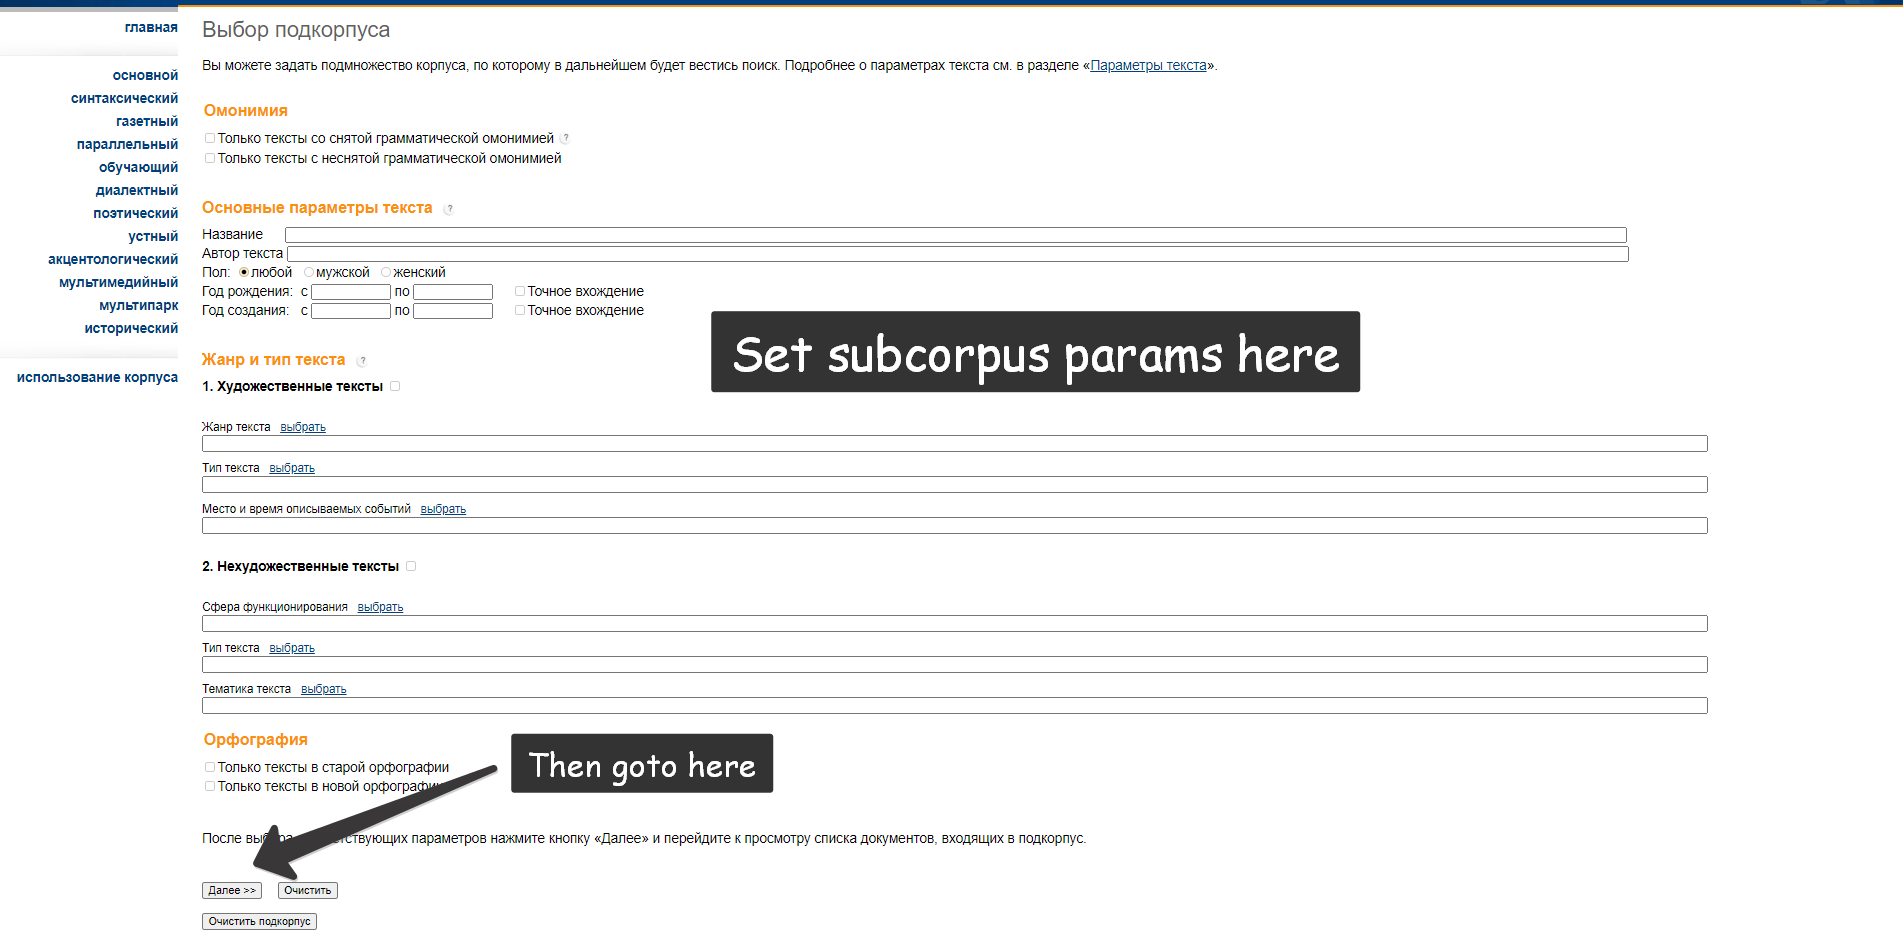 главная
основной
синтаксический
газетный
параллельный
обучающий
диалектный
поэтический
устный
акцентологический
мультимедийный
мультипарк
исторический
использование корпуса
Выбор подкорпуса
Вы можете задать подмножество корпуса, по которому в дальнейшем будет вестись поиск. Подробнее о параметрах текста см. в разделе «Параметры текста».
Омонимия
Только тексты со снятой грамматической омонимией ?
Только тексты с неснятой грамматической омонимией
Основные параметры текста ?
Название
Автор текста
Пол: любой мужской женский
Год рождения: с по Точное вхождение
Год создания: с по Точное вхождение
Set subcorpus params here
Жанр и тип текста ?
1. Художественные тексты
Жанр текста выбрать
Тип текста выбрать
Место и время описываемых событий выбрать
2. Нехудожественные тексты
Сфера функционирования выбрать
Тип текста выбрать
Тематика текста выбрать
Орфография
Только тексты в старой орфографии
Then goto here
Только тексты в новой
После параметров нажмите кнопку «Далее» и перейдите к просмотру списка документов, входящих в подкорпус.
Далее >> Очистить
Очистить подкорпус